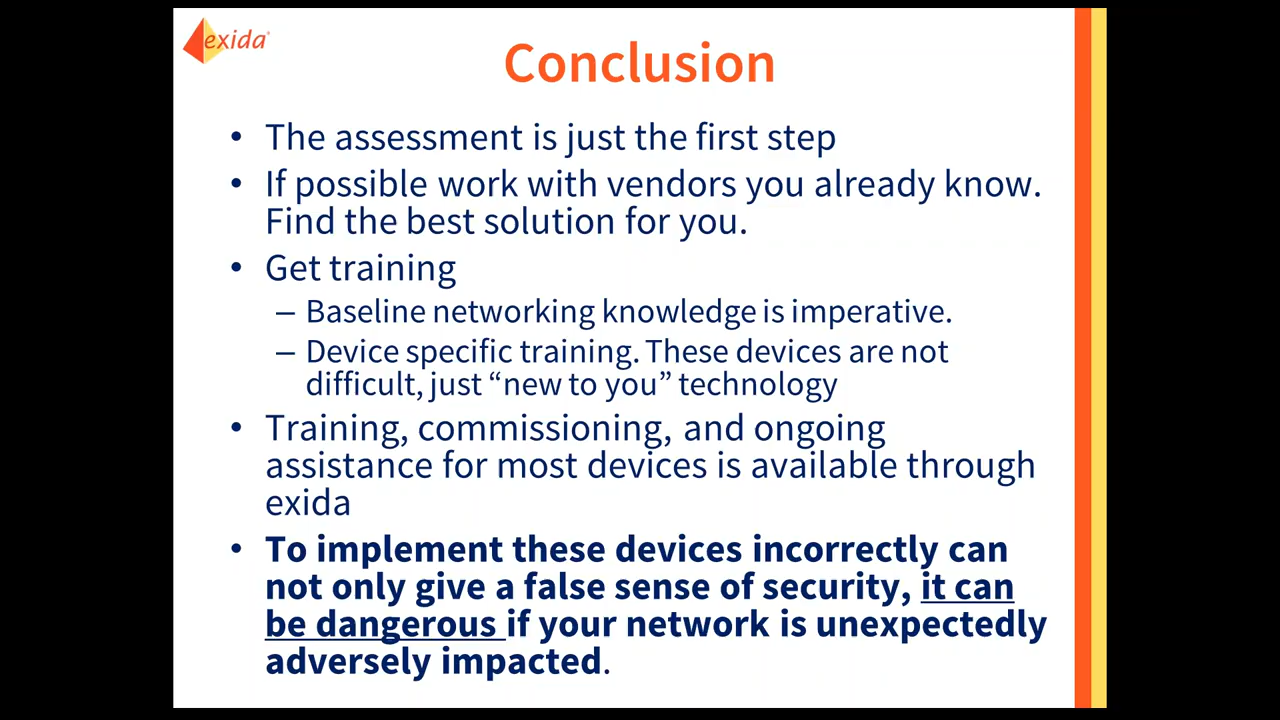 exida
Conclusion
• The assessment is just the first step
• If possible work with vendors you already know.
Find the best solution for you.
• Get training
– Baseline networking knowledge is imperative.
– Device specific training. These devices are not
difficult, just “new to you” technology
• Training, commissioning, and ongoing
assistance for most devices is available through
exida
• To implement these devices incorrectly can
not only give a false sense of security, it can
be dangerous if your network is unexpectedly
adversely impacted.